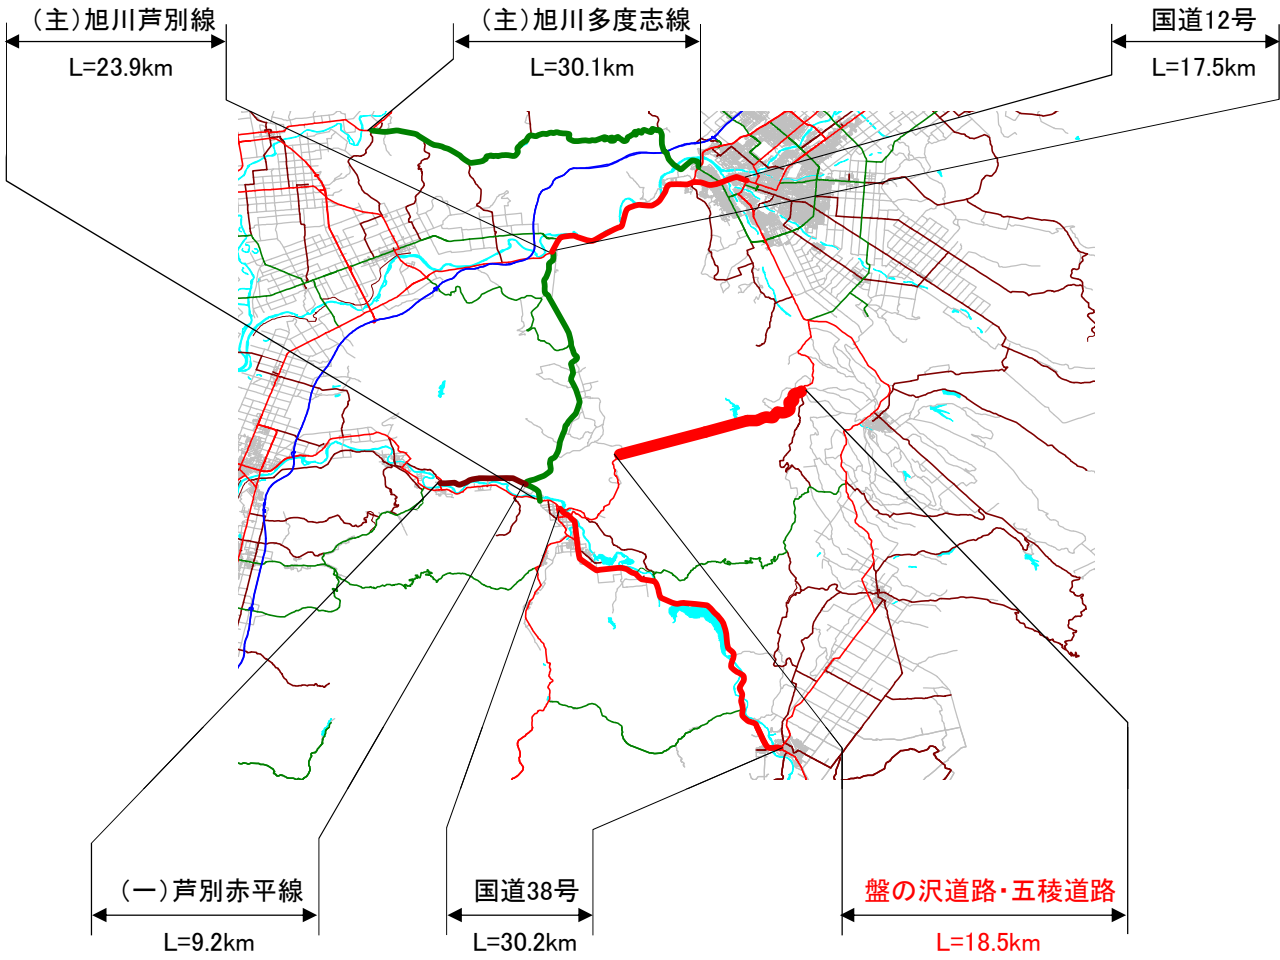 （主）旭川芦別線
L=23.9km
（主）旭川多度志線
L=30.1km
国道12号
L=17.5km
（一）芦別赤平線
L=9.2km
国道38号
L=30.2km
盤の沢道路・五稜道路
L=18.5km